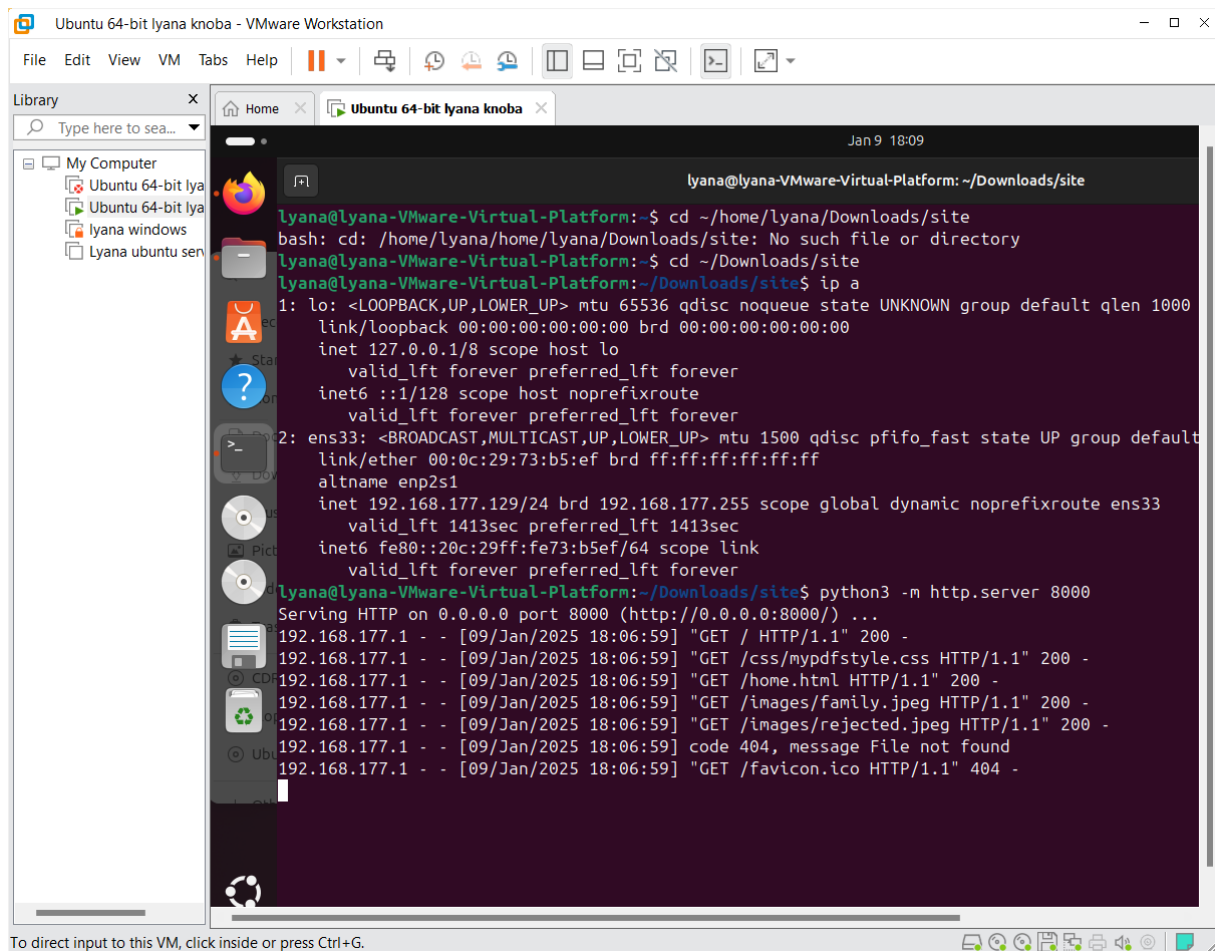 Ubuntu 64-bit lyana knoba - VMware Workstation
File Edit View VM Tabs Help
Library
Type here to sea...
My Computer
Ubuntu 64-bit lya
Ubuntu 64-bit lya
lyana windows
Lyana ubuntu serv
Home
Ubuntu 64-bit lyana knoba
Jan 9 18:09
lyana@lyana-VMware-Virtual-Platform: ~/Downloads/site
lyana@lyana-VMware-Virtual-Platform:~$ cd ~/home/lyana/Downloads/site
bash: cd: /home/lyana/home/lyana/Downloads/site: No such file or directory
lyana@lyana-VMware-Virtual-Platform:~$ cd ~/Downloads/site
lyana@lyana-VMware-Virtual-Platform:~/Downloads/site$ ip a
1: lo: <LOOPBACK,UP,LOWER_UP> mtu 65536 qdisc noqueue state UNKNOWN group default qlen 1000
link/loopback 00:00:00:00:00:00 brd 00:00:00:00:00:00
inet 127.0.0.1/8 scope host lo
valid_lft forever preferred_lft forever
inet6 ::1/128 scope host noprefixroute
valid_lft forever preferred_lft forever
2: ens33: <BROADCAST,MULTICAST,UP,LOWER_UP> mtu 1500 qdisc pfifo_fast state UP group default
link/ether 00:0c:29:73:b5:ef brd ff:ff:ff:ff:ff:ff
altname enp2s1
inet 192.168.177.129/24 brd 192.168.177.255 scope global dynamic noprefixroute ens33
valid_lft 1413sec preferred_lft 1413sec
inet6 fe80::20c:29ff:fe73:b5ef/64 scope link
valid_lft forever preferred_lft forever
lyana@lyana-VMware-Virtual-Platform:~/Downloads/site$ python3 -m http.server 8000
Serving HTTP on 0.0.0.0 port 8000 (http://0.0.0.0:8000/) ...
192.168.177.1 - - [09/Jan/2025 18:06:59] "GET / HTTP/1.1" 200 -
192.168.177.1 - - [09/Jan/2025 18:06:59] "GET /css/mypdfstyle.css HTTP/1.1" 200 -
192.168.177.1 - - [09/Jan/2025 18:06:59] "GET /home.html HTTP/1.1" 200 -
192.168.177.1 - - [09/Jan/2025 18:06:59] "GET /images/family.jpeg HTTP/1.1" 200 -
192.168.177.1 - - [09/Jan/2025 18:06:59] "GET /images/rejected.jpeg HTTP/1.1" 200 -
192.168.177.1 - - [09/Jan/2025 18:06:59] code 404, message File not found
192.168.177.1 - - [09/Jan/2025 18:06:59] "GET /favicon.ico HTTP/1.1" 404 -
To direct input to this VM, click inside or press Ctrl+G.